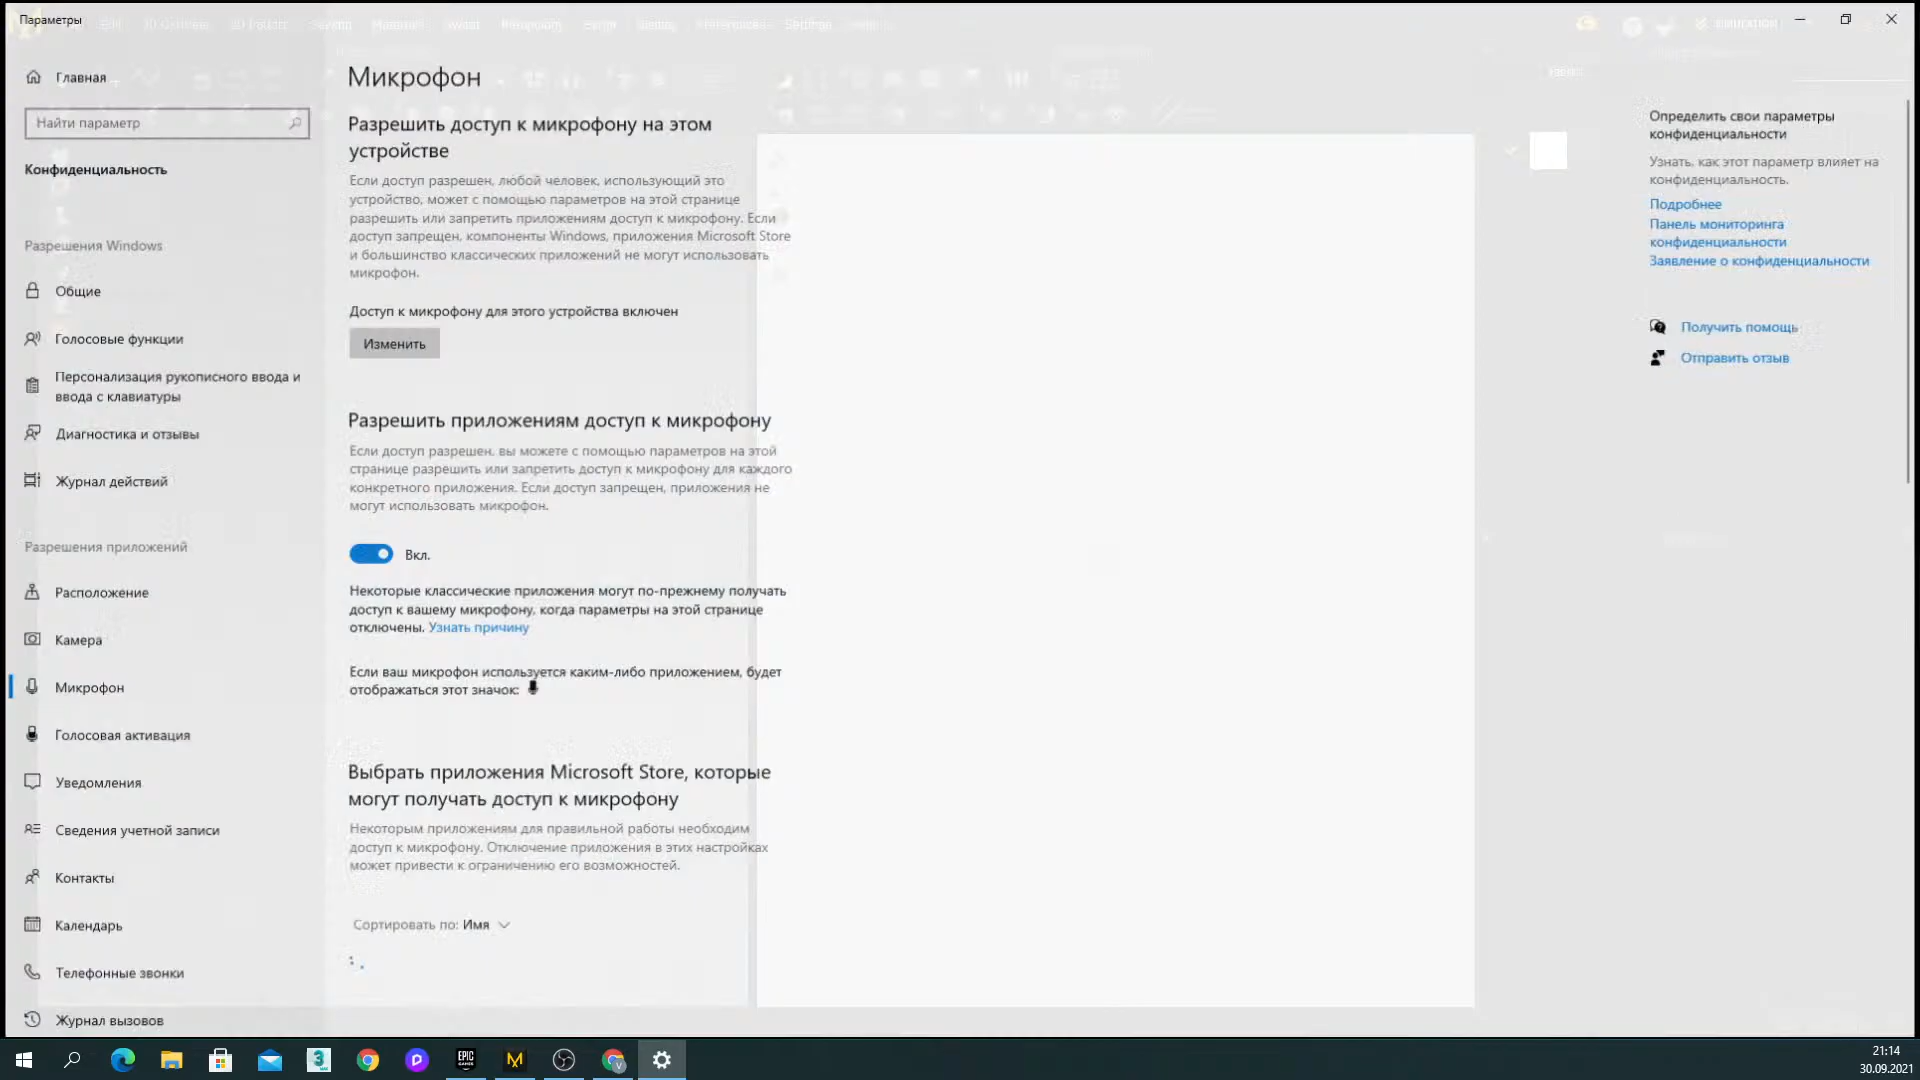 Параметры
Главная
Найти параметр
Конфиденциальность
Разрешения Windows
Общие
Голосовые функции
Персонализация рукописного ввода и
ввода с клавиатуры
Диагностика и отзывы
Журнал действий
Разрешения приложений
Расположение
Камера
Микрофон
Голосовая активация
Уведомления
Сведения учетной записи
Контакты
Календарь
Телефонные звонки
Журнал вызовов
Микрофон
Разрешить доступ к микрофону на этом
устройстве
Если доступ разрешен, любой человек, использующий это
устройство, может с помощью параметров на этой странице
разрешить или запретить приложениям доступ к микрофону. Если
доступ запрещен, компоненты Windows, приложения Microsoft Store
и большинство классических приложений не могут использовать
микрофон.
Доступ к микрофону для этого устройства включен
Изменить
Разрешить приложениям доступ к микрофону
Если доступ разрешен, вы можете с помощью параметров на этой
странице разрешить или запретить доступ к микрофону для каждого
конкретного приложения. Если доступ запрещен, приложения не
могут использовать микрофон.
Вкл.
Некоторые классические приложения могут по-прежнему получать
доступ к вашему микрофону, когда параметры на этой странице
отключены. Узнать причину
Если ваш микрофон используется каким-либо приложением, будет
отображаться этот значок:
Выбрать приложения Microsoft Store, которые
могут получать доступ к микрофону
Некоторым приложениям для правильной работы необходим
доступ к микрофону. Отключение приложения в этих настройках
может привести к ограничению его возможностей.
Сортировать по: Имя
Определить свои параметры
конфиденциальности
Узнать, как этот параметр влияет на
конфиденциальность.
Подробнее
Панель мониторинга
конфиденциальности
Заявление о конфиденциальности
Получить помощь
Отправить отзыв
EPIC
GAMES
21:14
30.09.2021